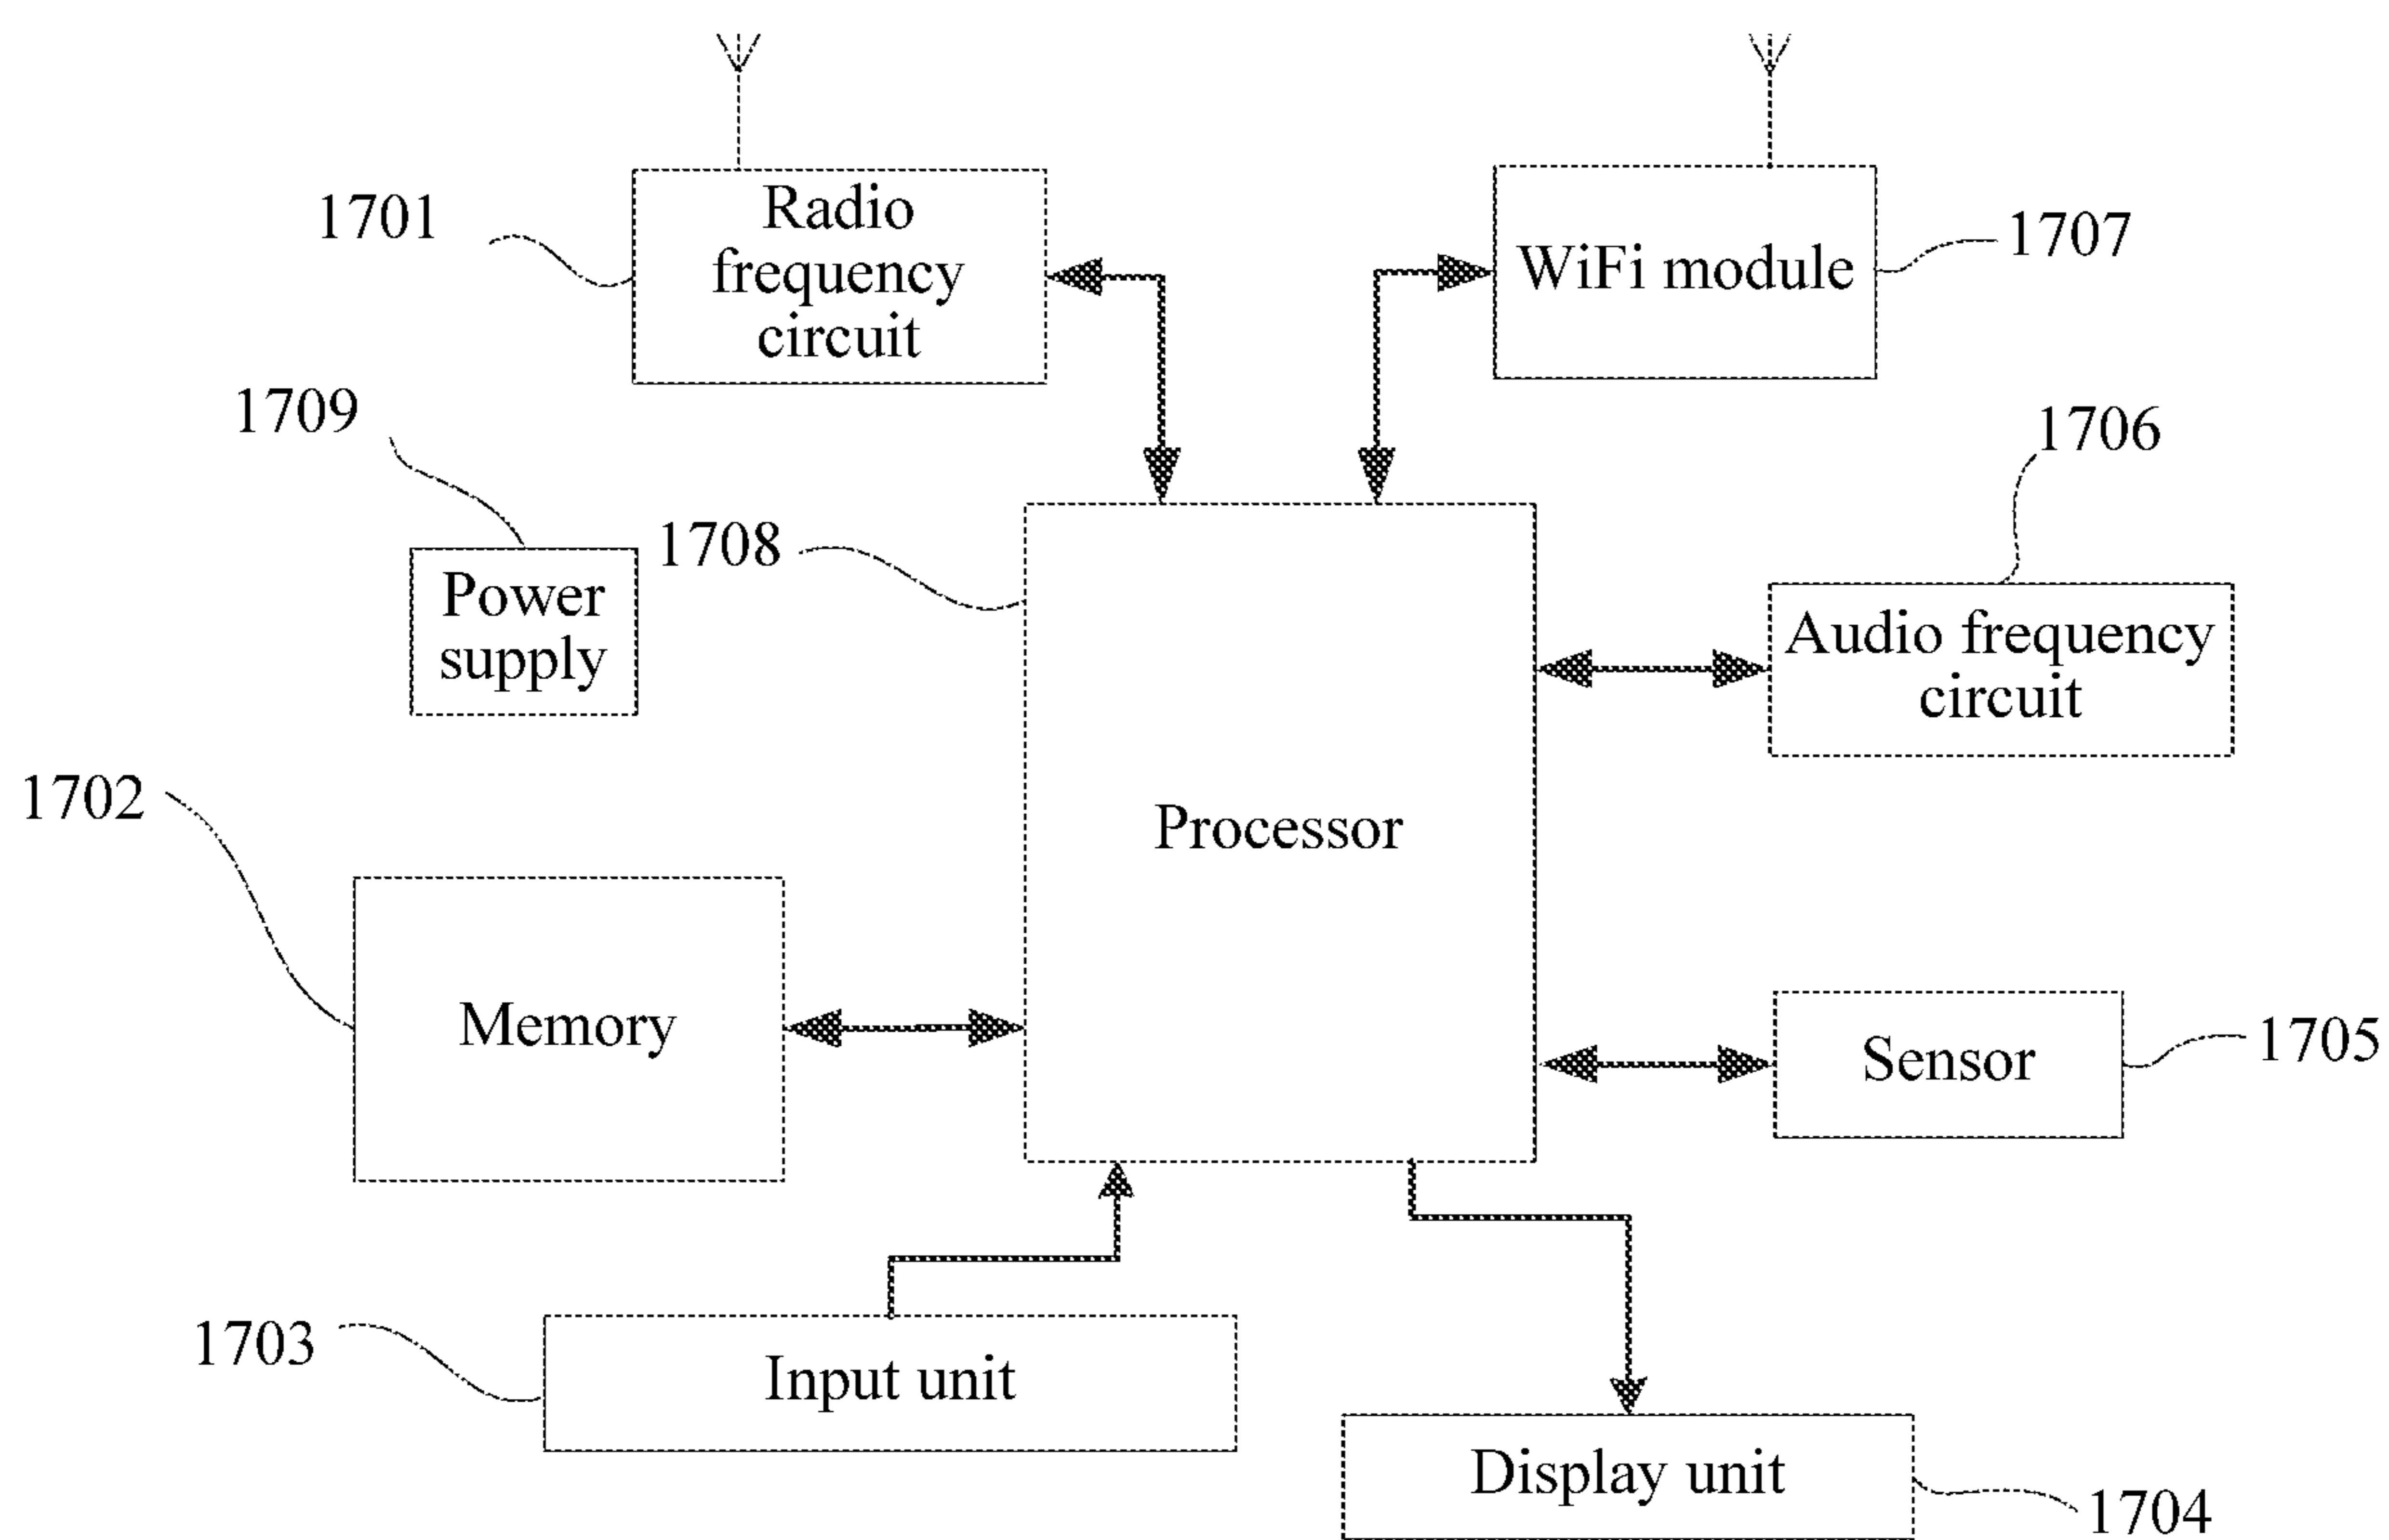 1701
Radio
frequency
circuit
WiFi module
1707
1709
1706
1708
Power
supply
Audio frequency
circuit
1702
Processor
Memory
Sensor
1705
1703
Input unit
Display unit
1704